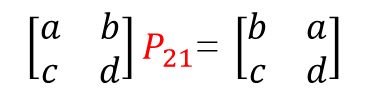 [a b
c d] P₂₁ = [b a
c d]